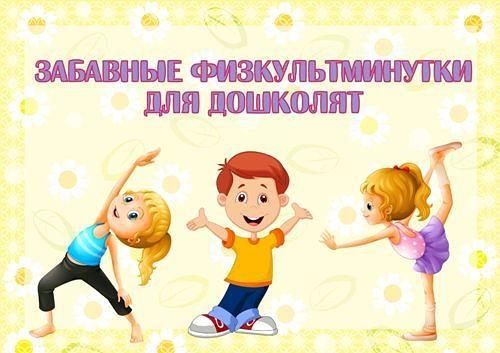 ЗАБАВНЫЕ ФИЗКУЛЬТМИНУТКИ
ДЛЯ ДОШКОЛЯТ